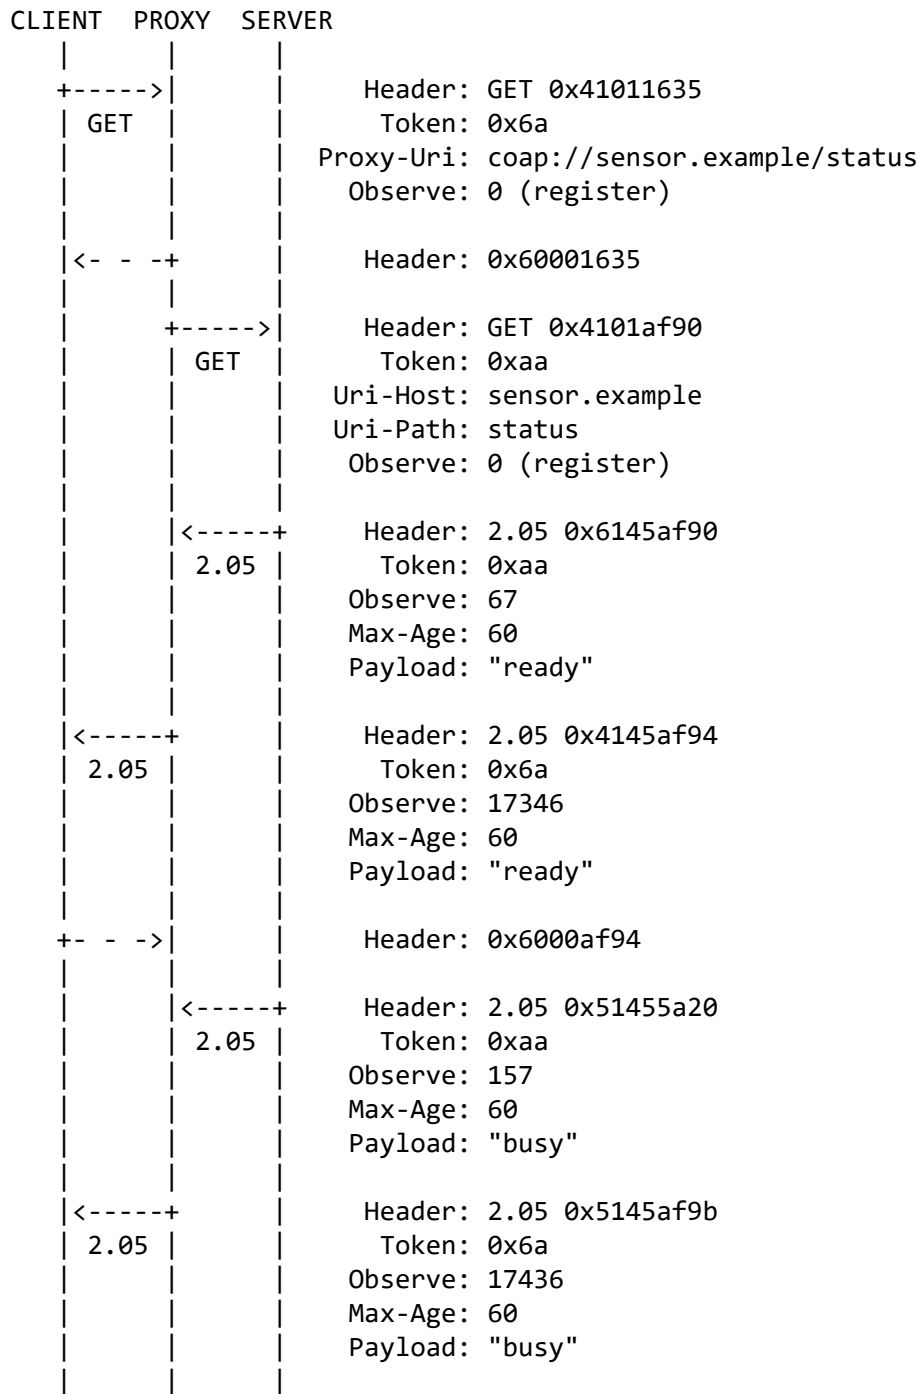 CLIENT  PROXY  SERVER
   |      |      |
   +----->|      |     Header: GET 0x41011635
   | GET  |      |      Token: 0x6a
   |      |      |  Proxy-Uri: coap://sensor.example/status
   |      |      |    Observe: 0 (register)
   |      |      |
   |<- - -+      |     Header: 0x60001635
   |      |      |
   |      +----->|     Header: GET 0x4101af90
   |      | GET  |      Token: 0xaa
   |      |      |   Uri-Host: sensor.example
   |      |      |   Uri-Path: status
   |      |      |    Observe: 0 (register)
   |      |      |
   |      |<-----+     Header: 2.05 0x6145af90
   |      | 2.05 |      Token: 0xaa
   |      |      |    Observe: 67
   |      |      |    Max-Age: 60
   |      |      |    Payload: "ready"
   |      |      |
   |<-----+      |     Header: 2.05 0x4145af94
   | 2.05 |      |      Token: 0x6a
   |      |      |    Observe: 17346
   |      |      |    Max-Age: 60
   |      |      |    Payload: "ready"
   |      |      |
   +- - ->|      |     Header: 0x6000af94
   |      |      |
   |      |<-----+     Header: 2.05 0x51455a20
   |      | 2.05 |      Token: 0xaa
   |      |      |    Observe: 157
   |      |      |    Max-Age: 60
   |      |      |    Payload: "busy"
   |      |      |
   |<-----+      |     Header: 2.05 0x5145af9b
   | 2.05 |      |      Token: 0x6a
   |      |      |    Observe: 17436
   |      |      |    Max-Age: 60
   |      |      |    Payload: "busy"
   |      |      |